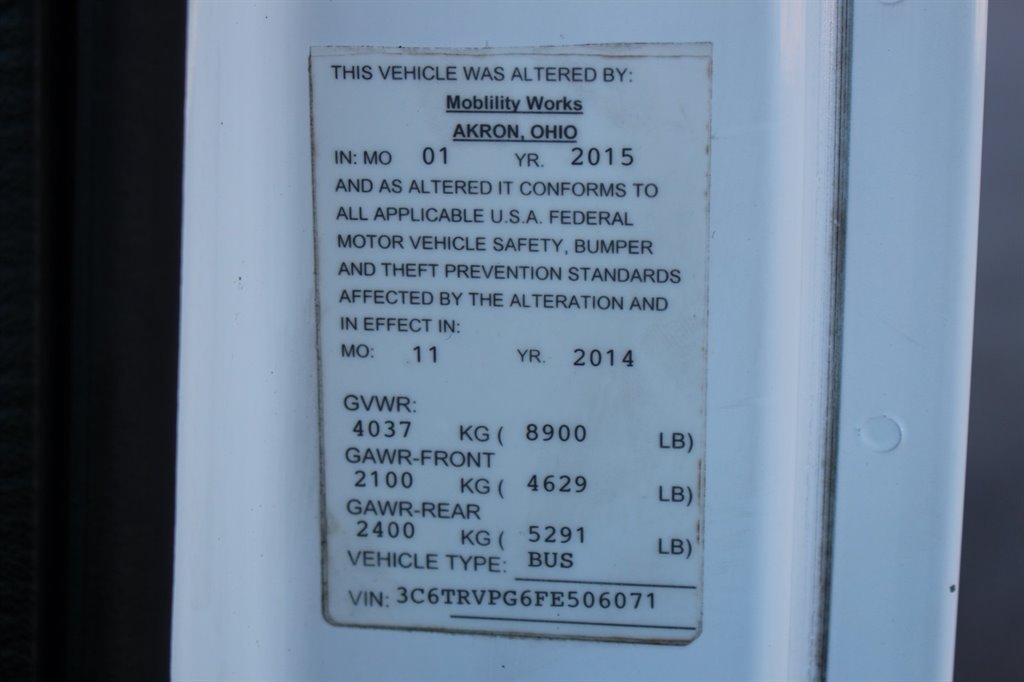 THIS VEHICLE WAS ALTERED BY:
Moblility Works
AKRON, OHIO
IN: MO 01 YR. 2015
AND AS ALTERED IT CONFORMS TO
ALL APPLICABLE U.S.A. FEDERAL
MOTOR VEHICLE SAFETY, BUMPER
AND THEFT PREVENTION STANDARDS
AFFECTED BY THE ALTERATION AND
IN EFFECT IN:
MO: 11 YR. 2014
GVWR:
4037 KG ( 8900 LB)
GAWR-FRONT
2100 KG ( 4629 LB)
GAWR-REAR
2400 KG ( 5291 LB)
VEHICLE TYPE: BUS
VIN: 3C6TRVPG6FE506071